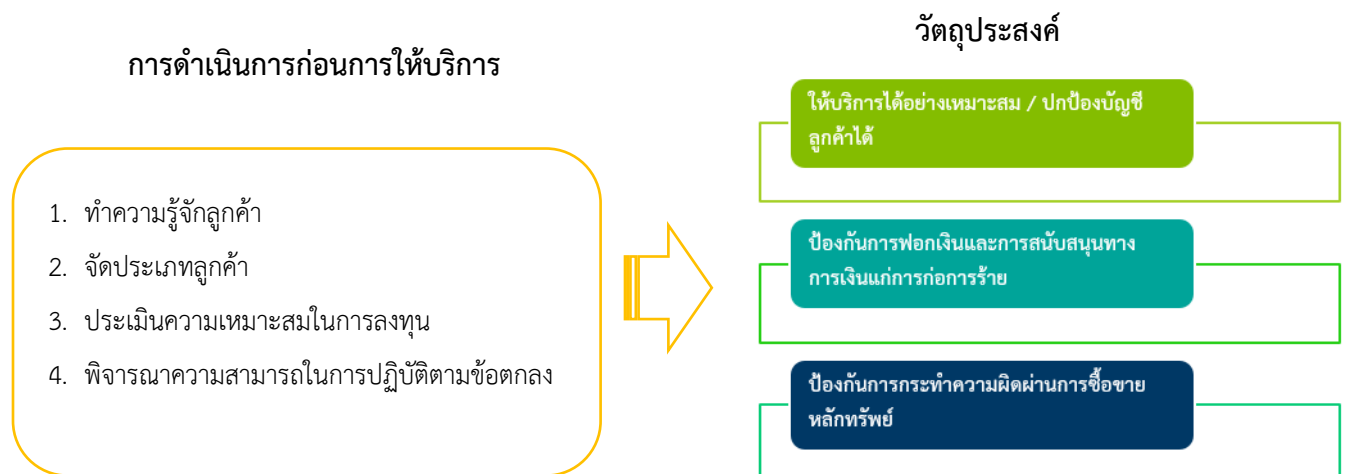 การดำเนินการก่อนการให้บริการ
1. ทำความรู้จักลูกค้า
2. จัดประเภทลูกค้า
3. ประเมินความเหมาะสมในการลงทุน
4. พิจารณาความสามารถในการปฏิบัติตามข้อตกลง
วัตถุประสงค์
ให้บริการได้อย่างเหมาะสม / ปกป้องบัญชี
ลูกค้าได้
ป้องกันการฟอกเงินและการสนับสนุนทาง
การเงินแก่การก่อการร้าย
ป้องกันการกระทำความผิดผ่านการซื้อขาย
หลักทรัพย์